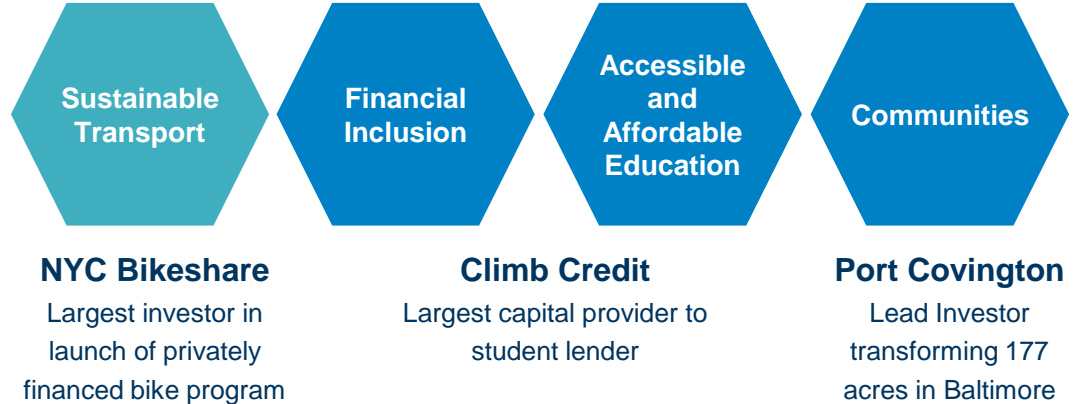 Sustainable
Transport
Financial
Inclusion
Accessible
and
Affordable
Education
Communities
NYC Bikeshare
Largest investor in
launch of privately
financed bike program
Climb Credit
Largest capital provider to
student lender
Port Covington
Lead Investor
transforming 177
acres in Baltimore